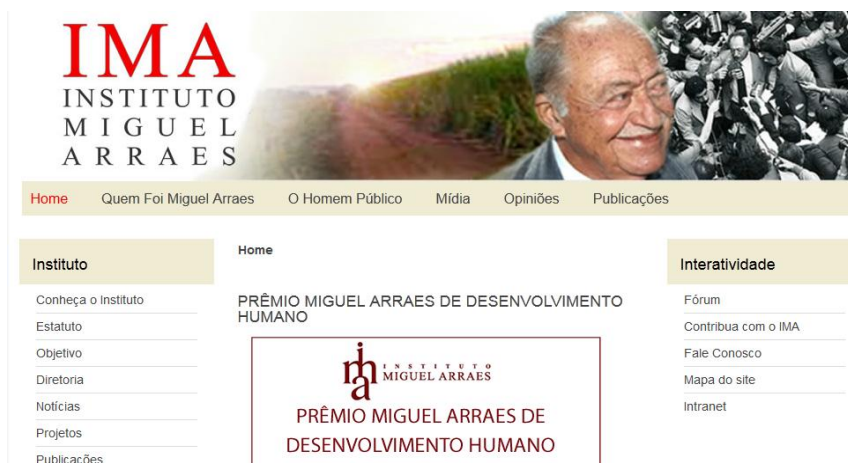 IMA
INSTITUTO
MIGUEL
ARRAES
Home Quem Foi Miguel Arraes O Homem Público Mídia Opiniões Publicações
Instituto
Conheça o Instituto
Estatuto
Objetivo
Diretoria
Notícias
Projetos
Publicações
Home
PRÊMIO MIGUEL ARRAES DE DESENVOLVIMENTO
HUMANO
ima
INSTITUTO
MIGUEL ARRAES
PRÊMIO MIGUEL ARRAES DE
DESENVOLVIMENTO HUMANO
Interatividade
Fórum
Contribua com o IMA
Fale Conosco
Mapa do site
Intranet